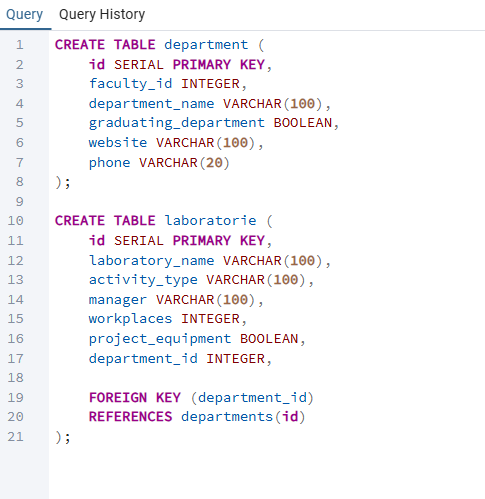 Query Query History
1 CREATE TABLE department (
2     id SERIAL PRIMARY KEY,
3     faculty_id INTEGER,
4     department_name VARCHAR(100),
5     graduating_department BOOLEAN,
6     website VARCHAR(100),
7     phone VARCHAR(20)
8 );
9
10 CREATE TABLE laboratorie (
11     id SERIAL PRIMARY KEY,
12     laboratory_name VARCHAR(100),
13     activity_type VARCHAR(100),
14     manager VARCHAR(100),
15     workplaces INTEGER,
16     project_equipment BOOLEAN,
17     department_id INTEGER,
18
19     FOREIGN KEY (department_id)
20     REFERENCES departments(id)
21 );